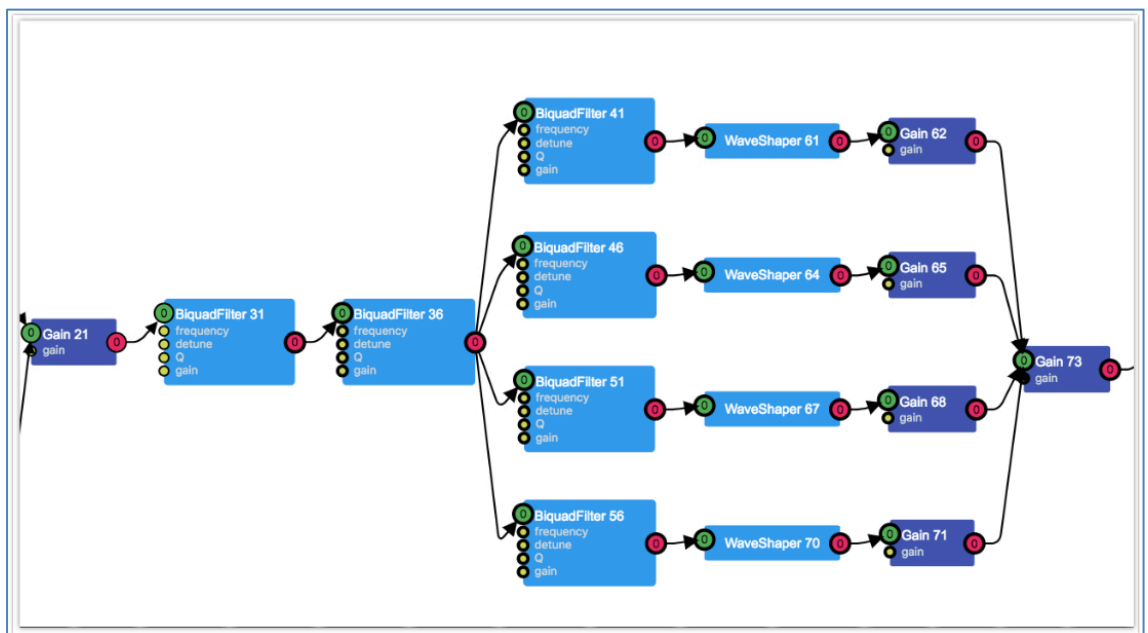 0 Gain 21 0
gain
0 BiquadFilter 31
frequency
detune 0
Q
gain
0 BiquadFilter 36
frequency
detune 0
Q
gain
0 BiquadFilter 41
frequency
detune 0
Q
gain
0 WaveShaper 61 0
0 Gain 62 0
gain
0 BiquadFilter 46
frequency
detune 0
Q
gain
0 WaveShaper 64 0
0 Gain 65 0
gain
0 BiquadFilter 51
frequency
detune 0
Q
gain
0 WaveShaper 67 0
0 Gain 68 0
gain
0 BiquadFilter 56
frequency
detune 0
Q
gain
0 WaveShaper 70 0
0 Gain 71 0
gain
0 Gain 73 0
gain